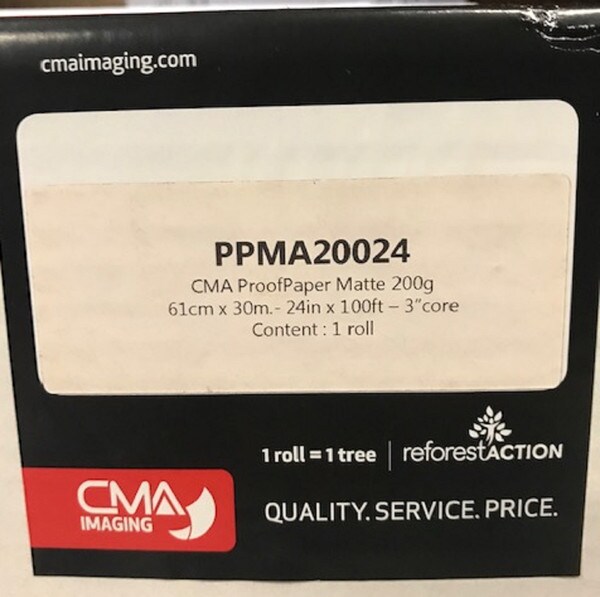 cmaimaging.com
PPMA20024
CMA ProofPaper Matte 200g
61cm x 30m.- 24in x 100ft – 3"core
Content : 1 roll
1 roll = 1 tree | reforestACTION
CMA
IMAGING
QUALITY. SERVICE. PRICE.